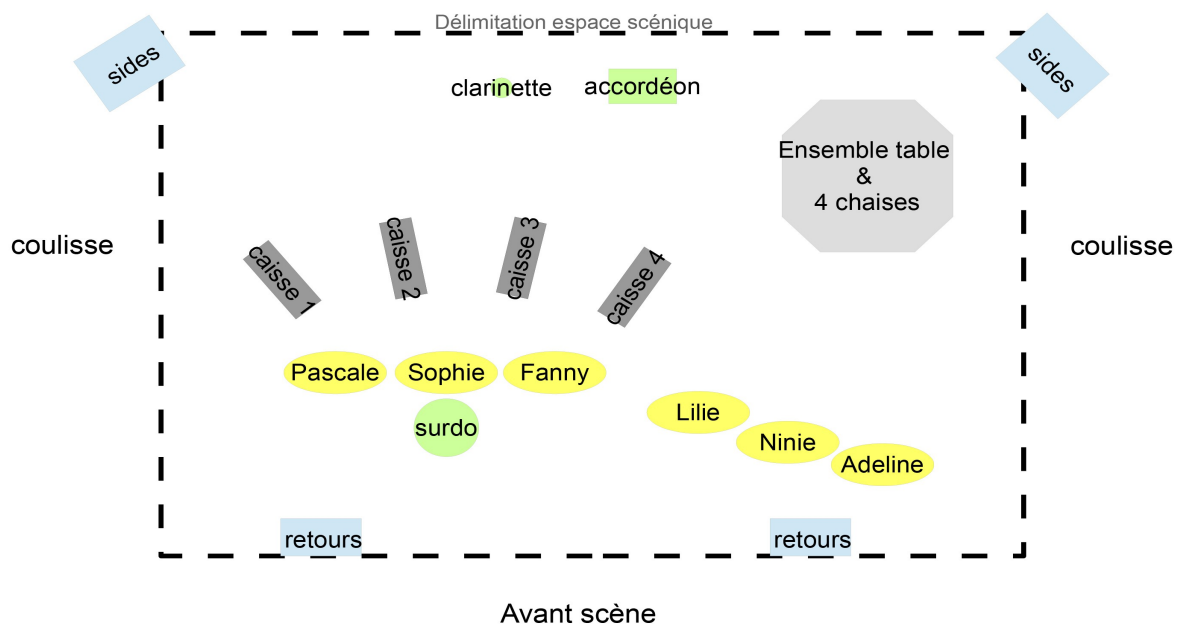 Délimitation espace scénique
sides
sides
clarinette
accordéon
Ensemble table
&
4 chaises
coulisse
coulisse
caisse 1
caisse 2
caisse 3
caisse 4
Pascale
Sophie
Fanny
Lilie
surdo
Ninie
Adeline
retours
retours
Avant scène